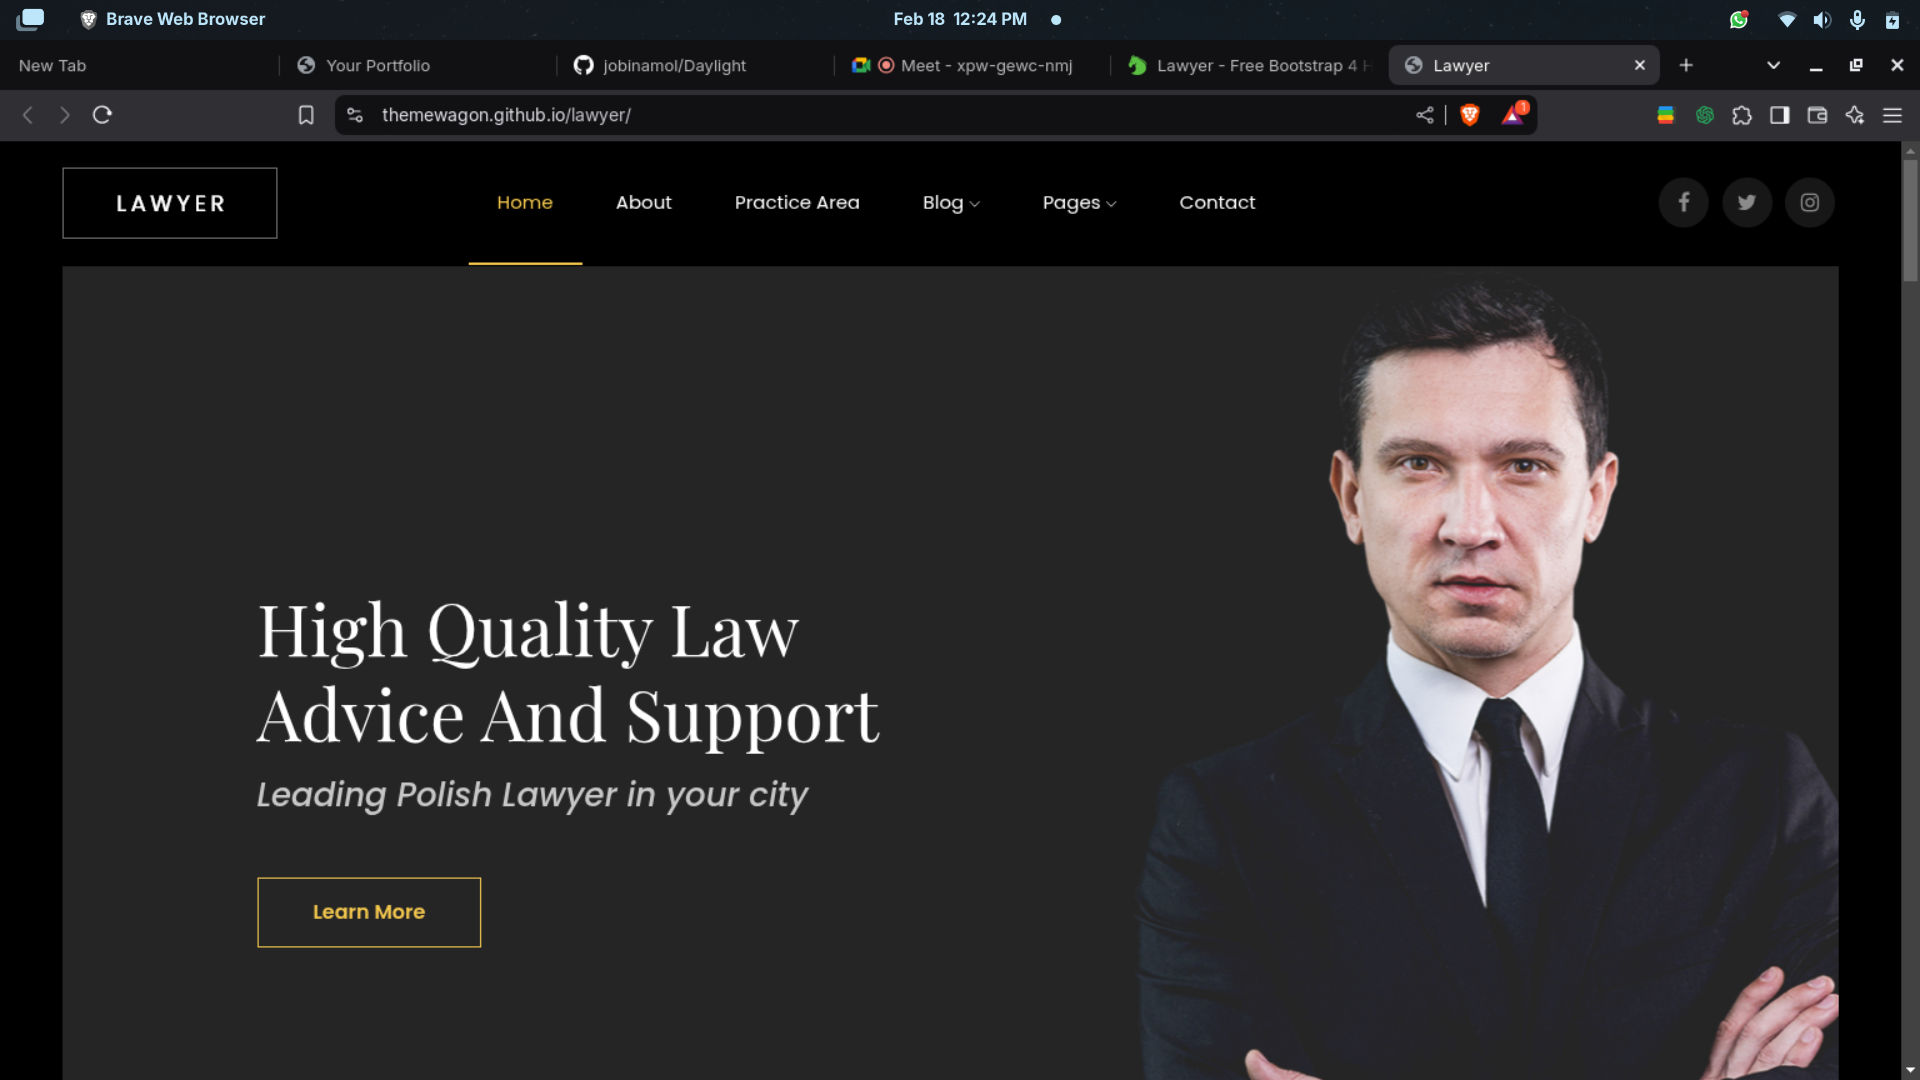 Brave Web Browser
Feb 18 12:24 PM
New Tab
Your Portfolio
jobinamol/Daylight
Meet - xpw-gewc-nmj
Lawyer - Free Bootstrap 4 H
Lawyer
themewagon.github.io/lawyer/
1
LAWYER
Home
About
Practice Area
Blog
Pages
Contact
High Quality Law
Advice And Support
Leading Polish Lawyer in your city
Learn More